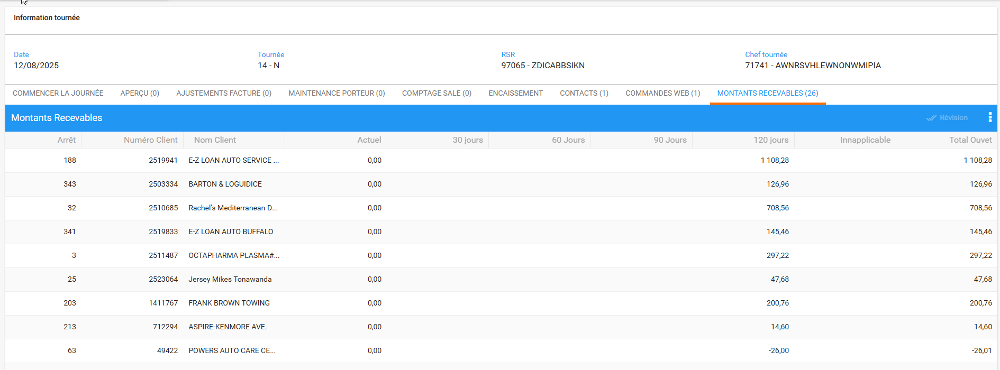 Information tournée
Date Tournée RSR Chef tournée
12/08/2025 14 - N 97065 - ZDICABBSIKN 71741 - AWNRSVHLEWNONWMIPIA
COMMENCER LA JOURNÉE APERÇU (0) AJUSTEMENTS FACTURE (0) MAINTENANCE PORTEUR (0) COMPTAGE SALE (0) ENCAISSEMENT CONTACTS (1) COMMANDES WEB (1) MONTANTS RECEVABLES (26)
Montants Recevables Révision
Arrêt Numéro Client Nom Client Actuel 30 jours 60 Jours 90 Jours 120 jours Innapplicable Total Ouvet
188 2519941 E-Z LOAN AUTO SERVICE ... 0,00 1 108,28 1 108,28
343 2503334 BARTON & LOGUIDICE 0,00 126,96 126,96
32 2510685 Rachel's Mediterranean-D... 0,00 708,56 708,56
341 2519833 E-Z LOAN AUTO BUFFALO 0,00 145,46 145,46
3 2511487 OCTAPHARMA PLASMA#... 0,00 297,22 297,22
25 2523064 Jersey Mikes Tonawanda 0,00 47,68 47,68
203 1411767 FRANK BROWN TOWING 0,00 200,76 200,76
213 712294 ASPIRE-KENMORE AVE. 0,00 14,60 14,60
63 49422 POWERS AUTO CARE CE... 0,00 -26,00 -26,01